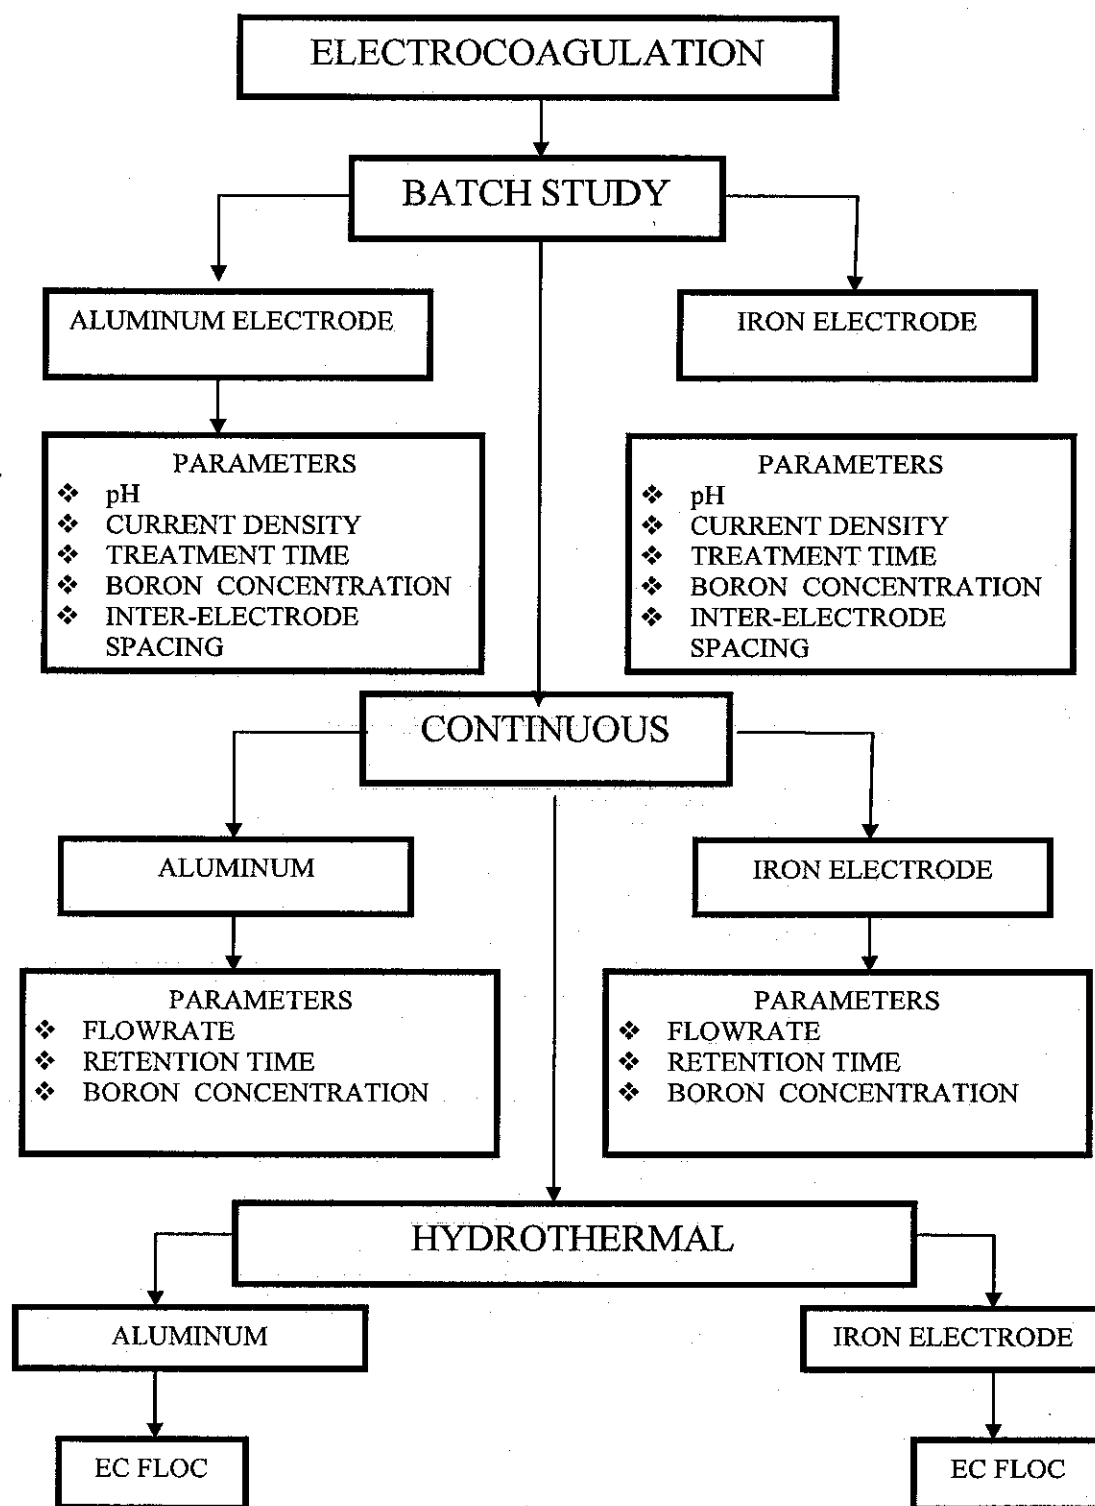 ELECTROCOAGULATION
BATCH STUDY
ALUMINUM ELECTRODE
IRON ELECTRODE
PARAMETERS
❖ pH
❖ CURRENT DENSITY
❖ TREATMENT TIME
❖ BORON CONCENTRATION
❖ INTER-ELECTRODE
SPACING
PARAMETERS
❖ pH
❖ CURRENT DENSITY
❖ TREATMENT TIME
❖ BORON CONCENTRATION
❖ INTER-ELECTRODE
SPACING
CONTINUOUS
ALUMINUM
IRON ELECTRODE
PARAMETERS
❖ FLOWRATE
❖ RETENTION TIME
❖ BORON CONCENTRATION
PARAMETERS
❖ FLOWRATE
❖ RETENTION TIME
❖ BORON CONCENTRATION
HYDROTHERMAL
ALUMINUM
IRON ELECTRODE
EC FLOC
EC FLOC